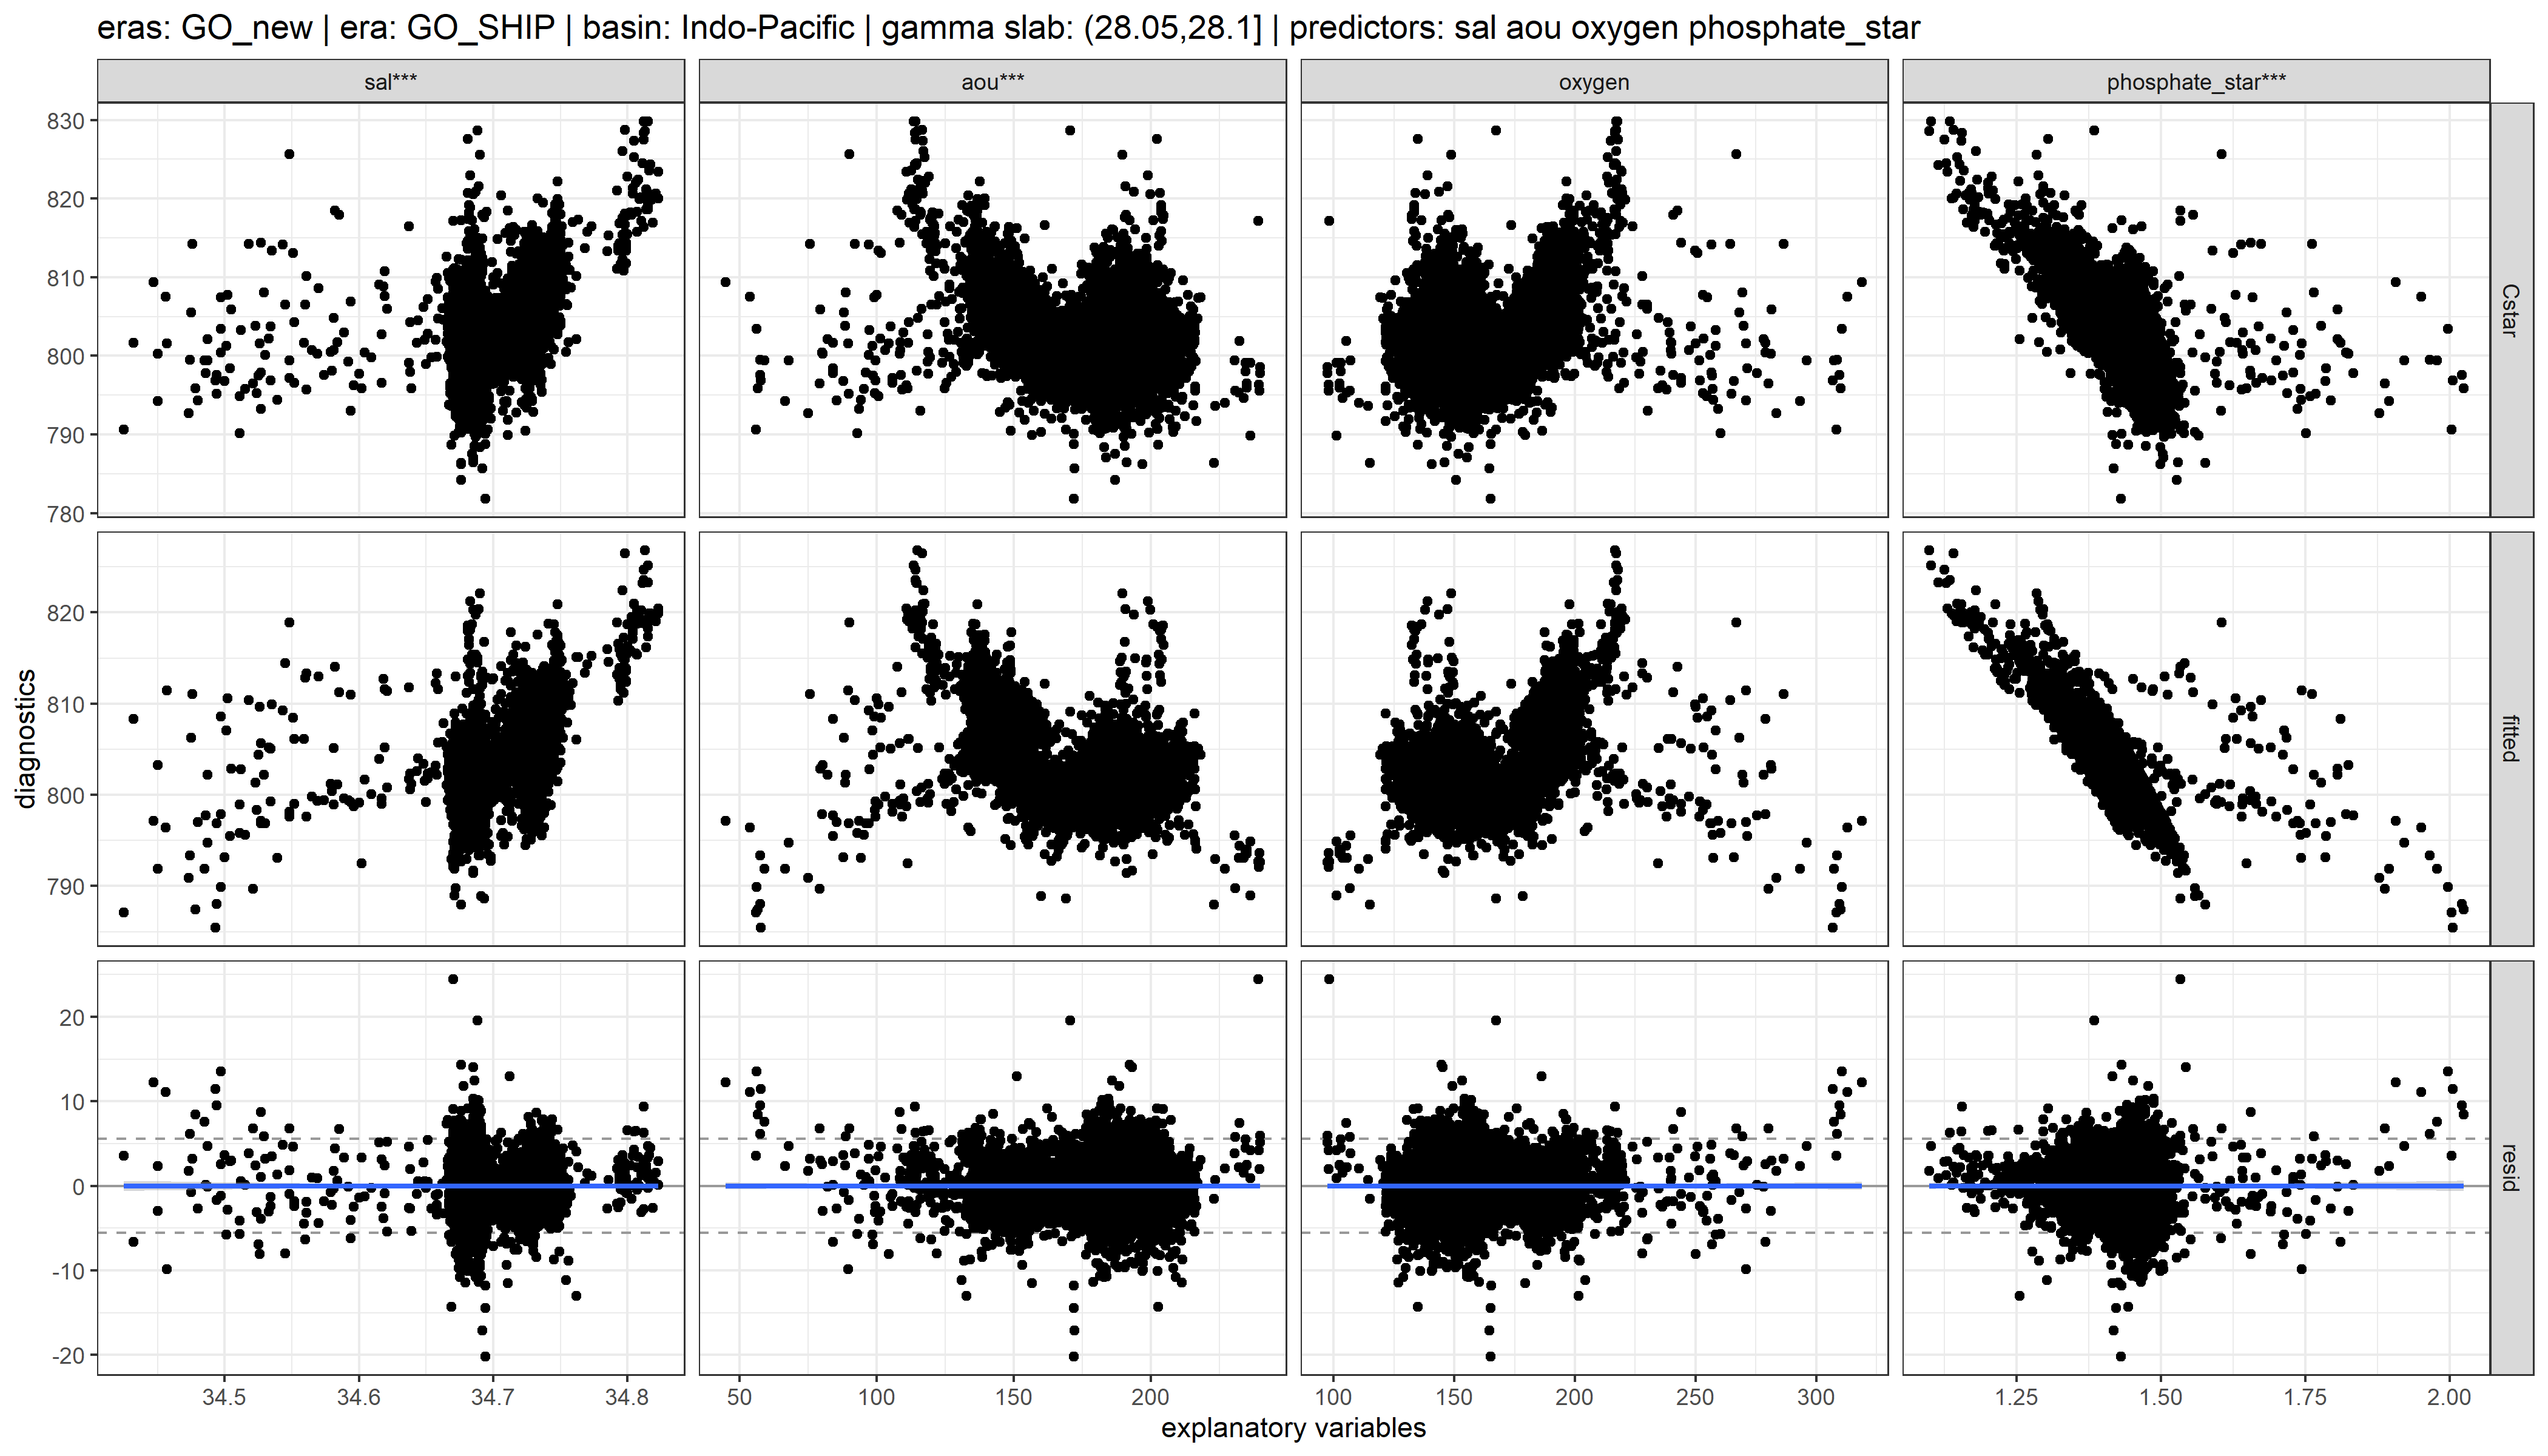 eras: GO_new | era: GO_SHIP | basin: Indo-Pacific | gamma slab: (28.05,28.1] | predictors: sal aou oxygen phosphate_star
sal*** aou*** oxygen phosphate_star***
830
820
810
800
790
780
Cstar
820
810
800
790
fitted
diagnostics
20
10
0
-10
-20
resid
34.5 34.6 34.7 34.8 50 100 150 200 100 150 200 250 300 1.25 1.50 1.75 2.00
explanatory variables